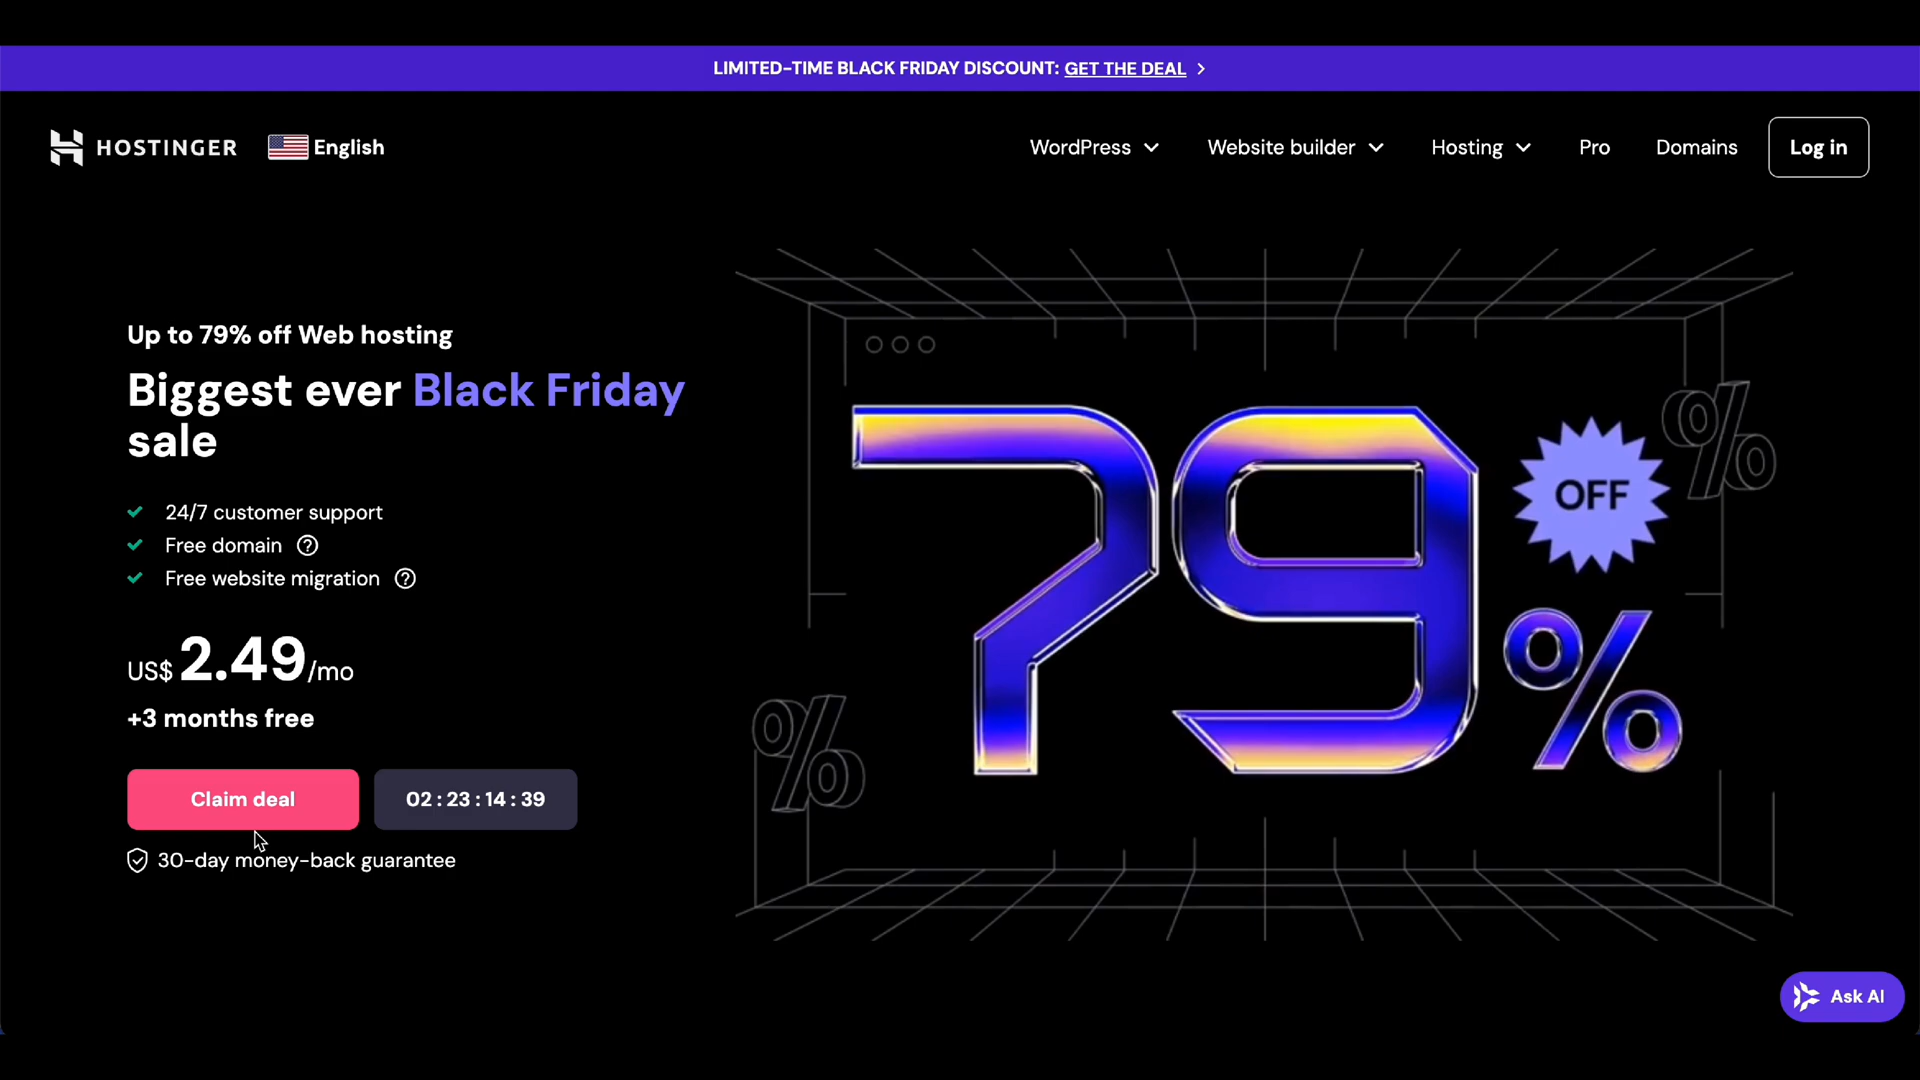 LIMITED-TIME BLACK FRIDAY DISCOUNT: GET THE DEAL
HOSTINGER English WordPress Website builder Hosting Pro Domains Log in
Up to 79% off Web hosting
Biggest ever Black Friday
sale
24/7 customer support
Free domain
Free website migration
US$ 2.49/mo
+3 months free
Claim deal 02 : 23 : 14 : 39
30-day money-back guarantee
79% OFF
%
%
Ask AI